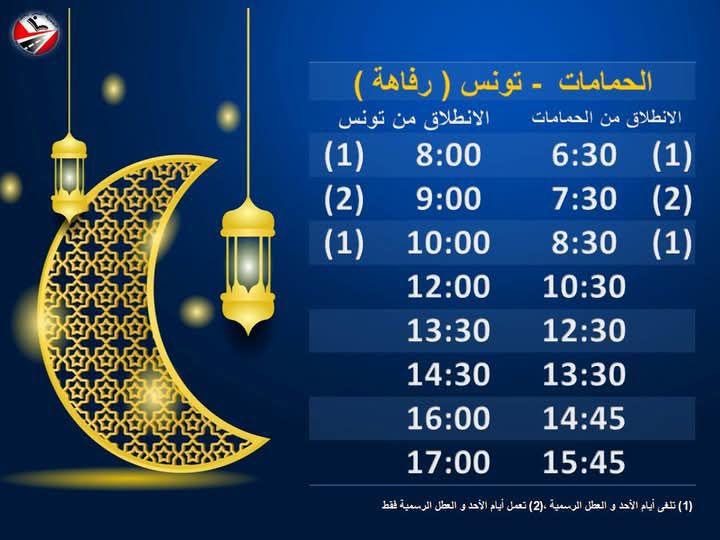 الحمامات - تونس ( رفاهة )
الانطلاق من الحمامات الانطلاق من تونس
(1) 6:30 8:00 (1)
(2) 7:30 9:00 (2)
(1) 8:30 10:00 (1)
10:30 12:00
12:30 13:30
13:30 14:30
14:45 16:00
15:45 17:00
(1) تلغى أيام الأحد و العطل الرسمية ،(2) تعمل أيام الأحد و العطل الرسمية فقط